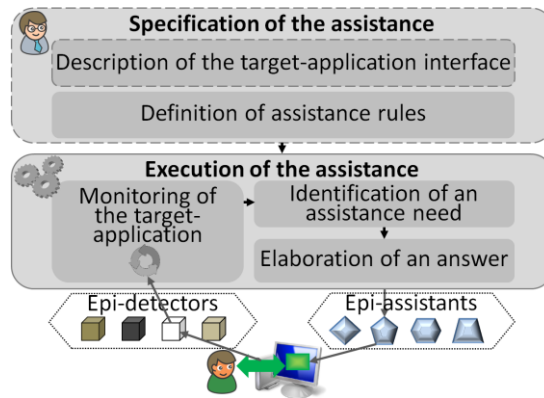 Specification of the assistance
Description of the target-application interface
Definition of assistance rules
Execution of the assistance
Monitoring of
the target-
application
Identification of an
assistance need
Elaboration of an answer
Epi-detectors
Epi-assistants